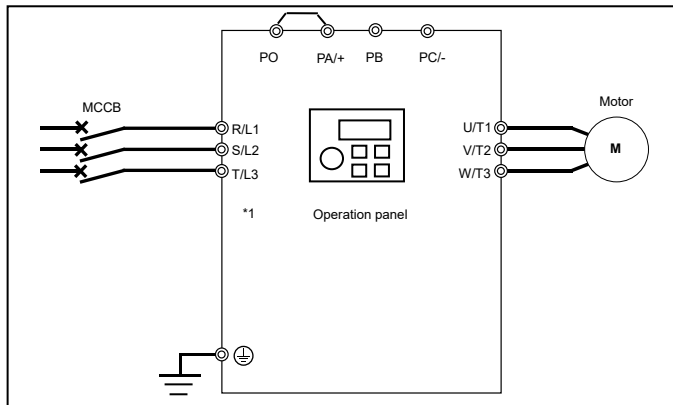 PO PA/+ PB PC/-
MCCB
Motor
R/L1
U/T1
S/L2
V/T2
M
T/L3
W/T3
*1
Operation panel